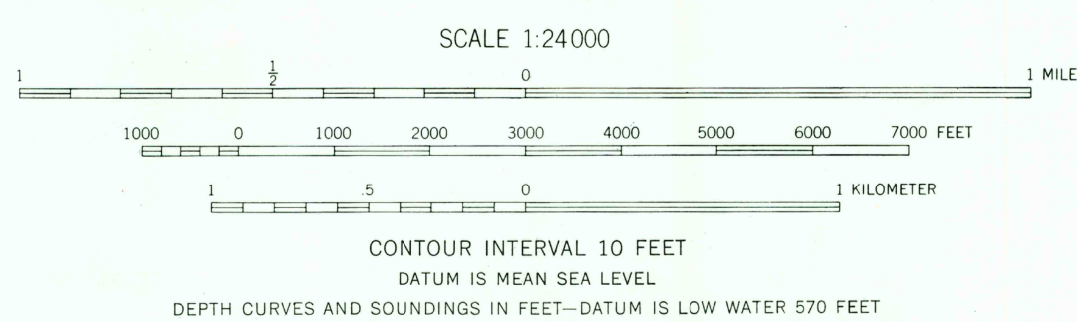 SCALE 1:24000
1 1/2 0 1 MILE
1000 0 1000 2000 3000 4000 5000 6000 7000 FEET
1 .5 0 1 KILOMETER
CONTOUR INTERVAL 10 FEET
DATUM IS MEAN SEA LEVEL
DEPTH CURVES AND SOUNDINGS IN FEET—DATUM IS LOW WATER 570 FEET